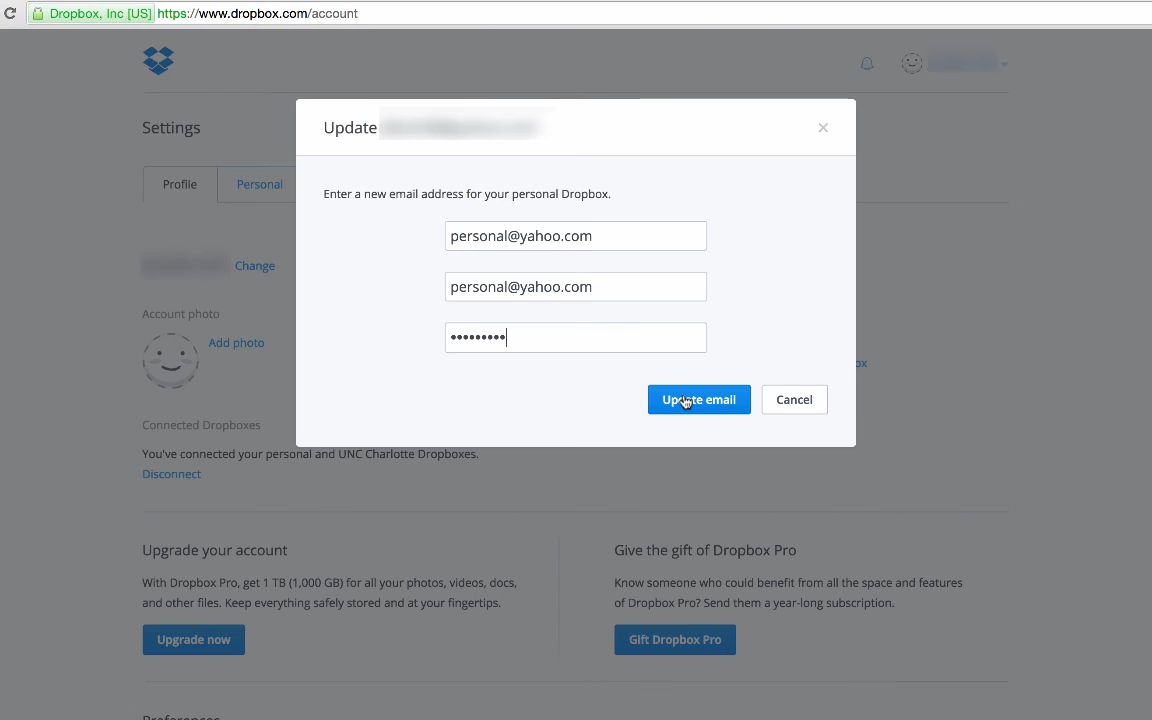 Dropbox, Inc [US] https://www.dropbox.com/account
Settings
Update
Profile
Personal
Enter a new email address for your personal Dropbox.
personal@yahoo.com
personal@yahoo.com
•••••••••
Update email
Cancel
Change
Account photo
Add photo
ox
Connected Dropboxes
You've connected your personal and UNC Charlotte Dropboxes.
Disconnect
Upgrade your account
With Dropbox Pro, get 1 TB (1,000 GB) for all your photos, videos, docs,
and other files. Keep everything safely stored and at your fingertips.
Upgrade now
Give the gift of Dropbox Pro
Know someone who could benefit from all the space and features
of Dropbox Pro? Send them a year-long subscription.
Gift Dropbox Pro
Preferences